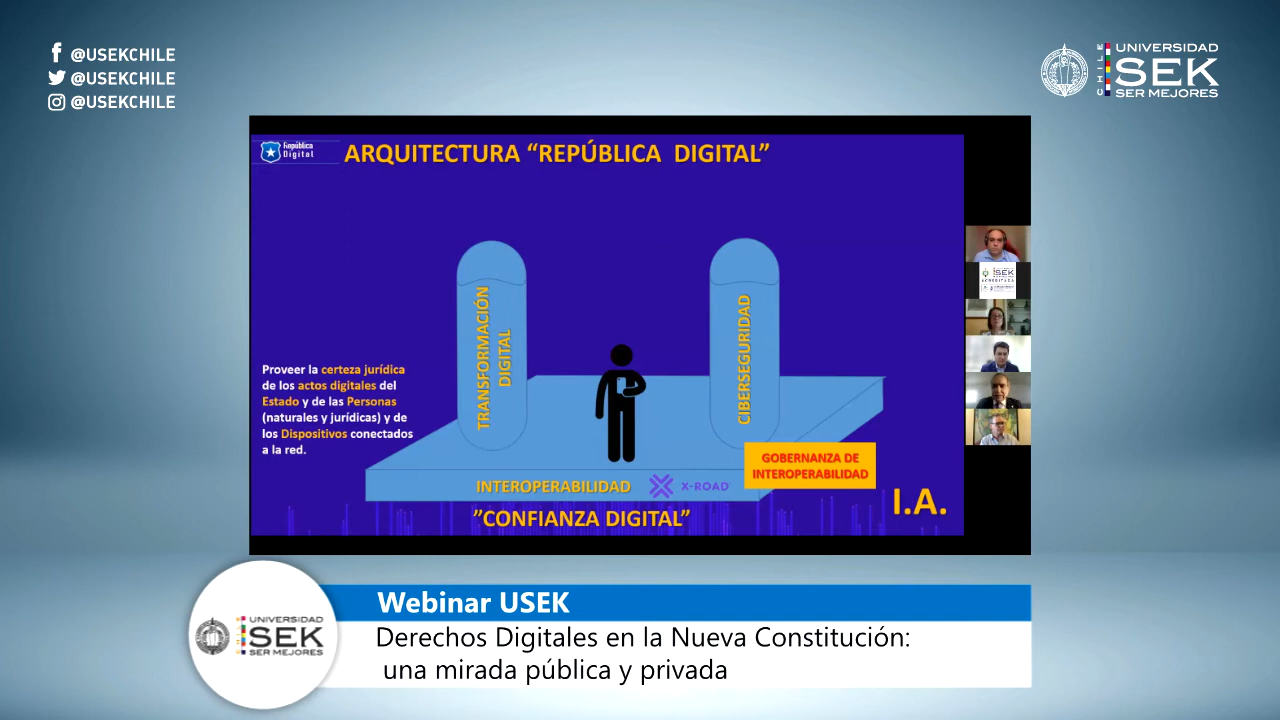 @USEKCHILE
@USEKCHILE
@USEKCHILE
CHILE
UNIVERSIDAD
SEK
SER MEJORES
República
Digital
ARQUITECTURA “REPÚBLICA DIGITAL”
TRANSFORMACIÓN
DIGITAL
CIBERSEGURIDAD
Proveer la certeza jurídica
de los actos digitales del
Estado y de las Personas
(naturales y jurídicas) y de
los Dispositivos conectados
a la red.
INTEROPERABILIDAD
X-ROAD
GOBERNANZA DE
INTEROPERABILIDAD
”CONFIANZA DIGITAL”
I.A.
SEK
ACREDITADA
UNIVERSIDAD
SEK
SER MEJORES
Webinar USEK
Derechos Digitales en la Nueva Constitución:
una mirada pública y privada